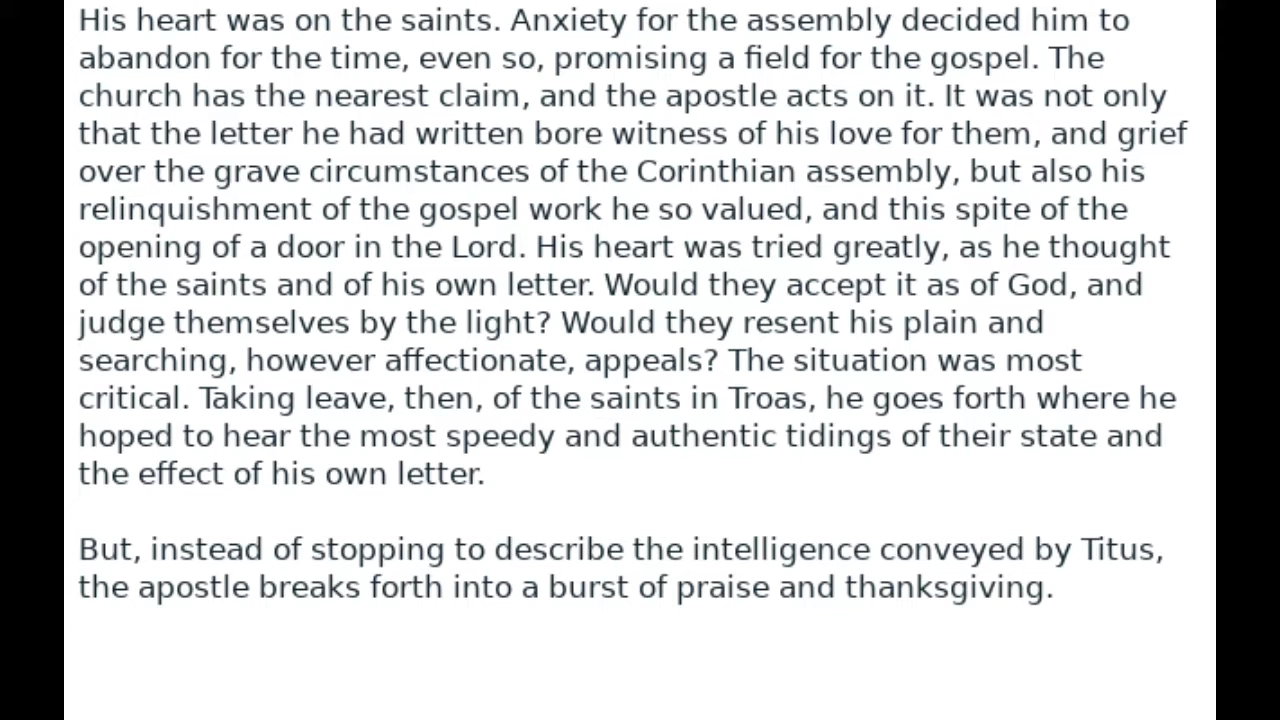 His heart was on the saints. Anxiety for the assembly decided him to
abandon for the time, even so, promising a field for the gospel. The
church has the nearest claim, and the apostle acts on it. It was not only
that the letter he had written bore witness of his love for them, and grief
over the grave circumstances of the Corinthian assembly, but also his
relinquishment of the gospel work he so valued, and this spite of the
opening of a door in the Lord. His heart was tried greatly, as he thought
of the saints and of his own letter. Would they accept it as of God, and
judge themselves by the light? Would they resent his plain and
searching, however affectionate, appeals? The situation was most
critical. Taking leave, then, of the saints in Troas, he goes forth where he
hoped to hear the most speedy and authentic tidings of their state and
the effect of his own letter.
But, instead of stopping to describe the intelligence conveyed by Titus,
the apostle breaks forth into a burst of praise and thanksgiving.